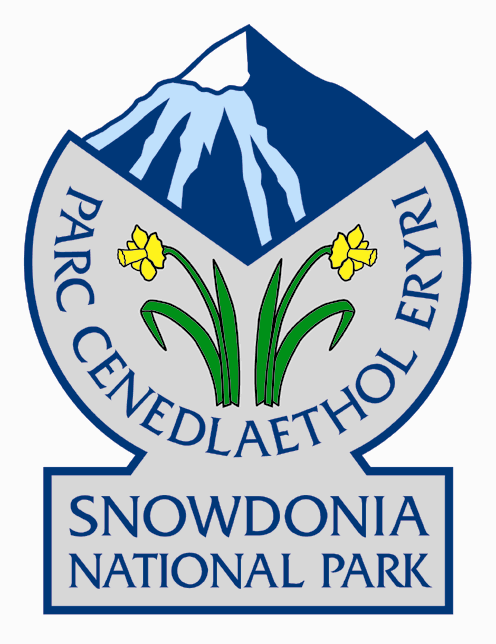 PARC CENEDLAETHOL ERYRI
SNOWDONIA
NATIONAL PARK